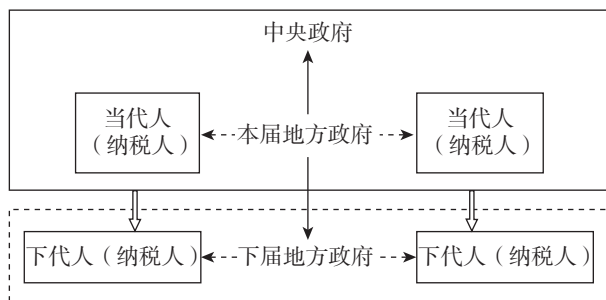 中央政府
当代人
（纳税人）
本届地方政府
当代人
（纳税人）
下代人（纳税人）
下届地方政府
下代人（纳税人）